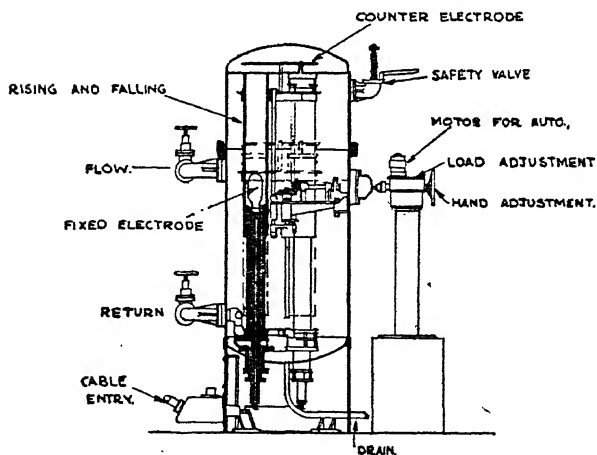 COUNTER ELECTRODE
SAFETY VALVE
RISING AND FALLING
MOTOR FOR AUTO.,
LOAD ADJUSTMENT
FLOW.
HAND ADJUSTMENT.
FIXED ELECTRODE
RETURN
CABLE
ENTRY.
DRAIN.